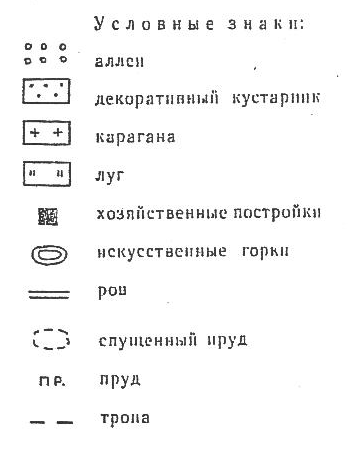 Условные знаки:
аллеи
декоративный кустарник
карагана
луг
хозяйственные постройки
искусственные горки
ров
спущенный пруд
ПР. пруд
тропа